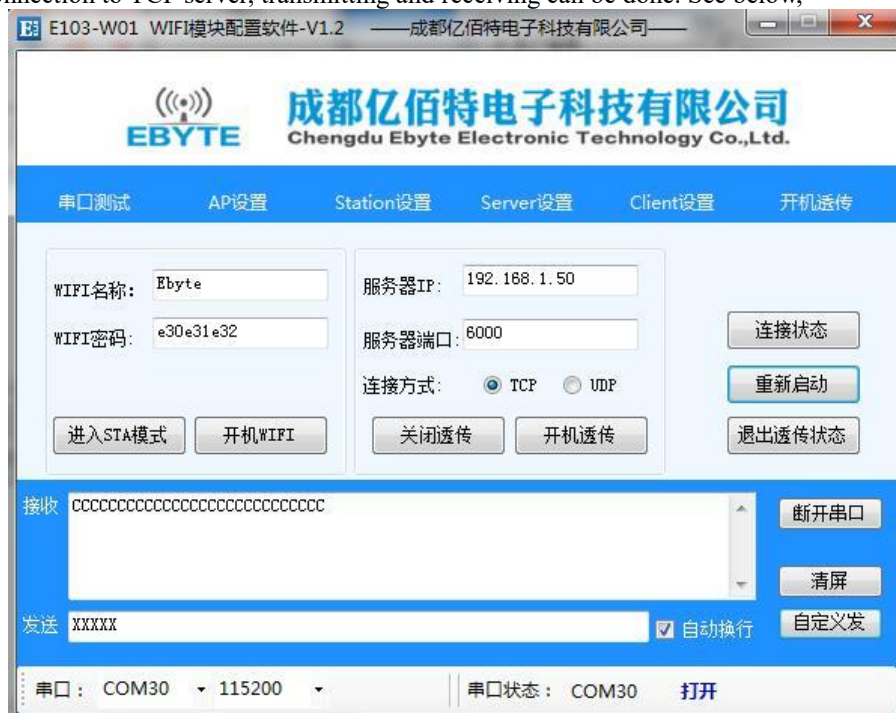 nnection to TCP server, transmitting and receiving can be done. See below,
E103-W01 WIFI模块配置软件-V1.2 ——成都亿佰特电子科技有限公司——
EBYTE
成都亿佰特电子科技有限公司
Chengdu Ebyte Electronic Technology Co.,Ltd.
串口测试 AP设置 Station设置 Server设置 Client设置 开机透传
WIFI名称: Ebyte 服务器IP: 192.168.1.50
WIFI密码: e30e31e32 服务器端口: 6000 连接状态
连接方式: TCP UDP 重新启动
进入STA模式 开机WIFI 关闭透传 开机透传 退出透传状态
接收 CCCCCCCCCCCCCCCCCCCCCCCCCCCC 断开串口
清屏
发送 XXXXX 自动换行 自定义发
串口: COM30 115200 串口状态: COM30 打开